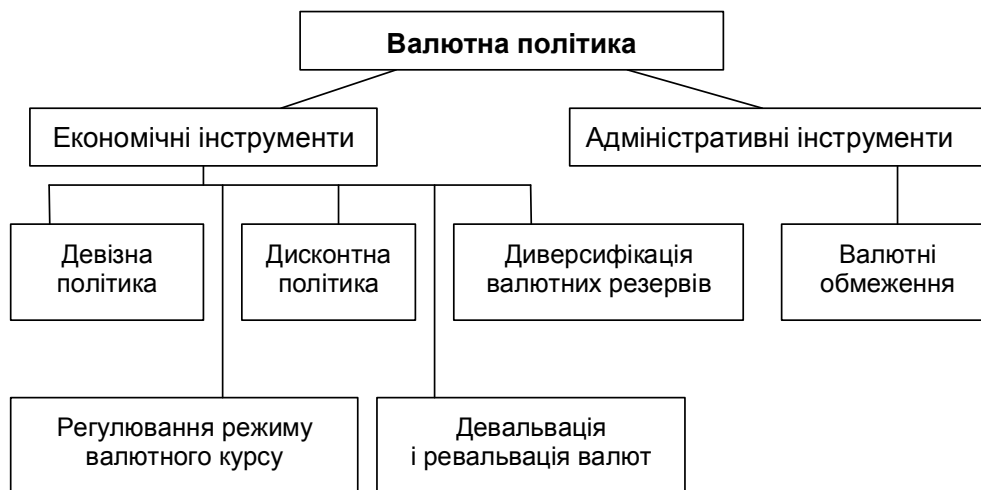 Валютна політика
Економічні інструменти
Адміністративні інструменти
Девізна
політика
Дисконтна
політика
Диверсифікація
валютних резервів
Валютні
обмеження
Регулювання режиму
валютного курсу
Девальвація
і ревальвація валют